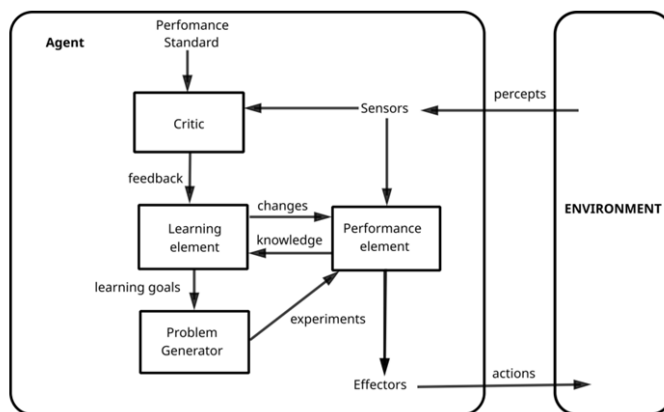 Perfomance
Standard
Agent
percepts
Sensors
Critic
feedback
changes
Learning
element
knowledge
Performance
element
ENVIRONMENT
learning goals
experiments
Problem
Generator
Effectors
actions